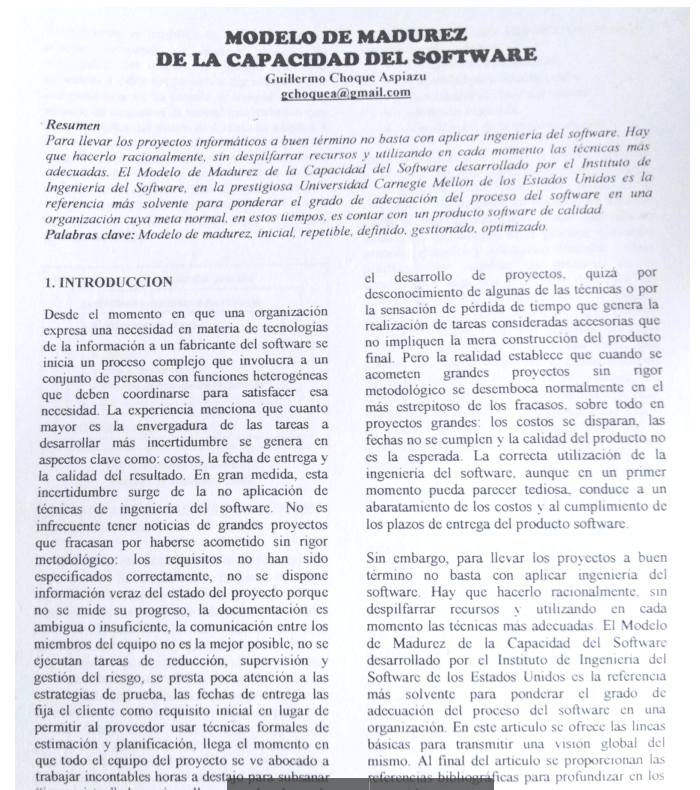 MODELO DE MADUREZ
DE LA CAPACIDAD DEL SOFTWARE
Guillermo Choque Aspiazu
gchoquea@gmail.com
Resumen
Para llevar los proyectos informáticos a buen término no basta con aplicar ingeniería del software. Hay
que hacerlo racionalmente, sin despilfarrar recursos y utilizando en cada momento las técnicas más
adecuadas. El Modelo de Madurez de la Capacidad del Software desarrollado por el Instituto de
Ingeniería del Software, en la prestigiosa Universidad Carnegie Mellon de los Estados Unidos es la
referencia más solvente para ponderar el grado de adecuación del proceso del software en una
organización cuya meta normal, en estos tiempos, es contar con un producto software de calidad.
Palabras clave: Modelo de madurez, inicial, repetible, definido, gestionado, optimizado.
1. INTRODUCCION
Desde el momento en que una organización
expresa una necesidad en materia de tecnologías
de la información a un fabricante del software se
inicia un proceso complejo que involucra a un
conjunto de personas con funciones heterogéneas
que deben coordinarse para satisfacer esa
necesidad. La experiencia menciona que cuanto
mayor es la envergadura de las tareas a
desarrollar más incertidumbre se genera en
aspectos clave como: costos, la fecha de entrega y
la calidad del resultado. En gran medida, esta
incertidumbre surge de la no aplicación de
técnicas de ingeniería del software. No es
infrecuente tener noticias de grandes proyectos
que fracasan por haberse acometido sin rigor
metodológico: los requisitos no han sido
especificados correctamente, no se dispone
información veraz del estado del proyecto porque
no se mide su progreso, la documentación es
ambigua o insuficiente, la comunicación entre los
miembros del equipo no es la mejor posible, no se
ejecutan tareas de reducción, supervisión y
gestión del riesgo, se presta poca atención a las
estrategias de prueba, las fechas de entrega las
fija el cliente como requisito inicial en lugar de
permitir al proveedor usar técnicas formales de
estimación y planificación, llega el momento en
que todo el equipo del proyecto se ve abocado a
trabajar incontables horas a destajo para subsanar
el desarrollo de proyectos, quizá por
desconocimiento de algunas de las técnicas o por
la sensación de pérdida de tiempo que genera la
realización de tareas consideradas accesorias que
no impliquen la mera construcción del producto
final. Pero la realidad establece que cuando se
acometen grandes proyectos sin rigor
metodológico se desemboca normalmente en el
más estrepitoso de los fracasos, sobre todo en
proyectos grandes: los costos se disparan, las
fechas no se cumplen y la calidad del producto no
es la esperada. La correcta utilización de la
ingeniería del software, aunque en un primer
momento pueda parecer tediosa, conduce a un
abaratamiento de los costos y al cumplimiento de
los plazos de entrega del producto software.
Sin embargo, para llevar los proyectos a buen
término no basta con aplicar ingeniería del
software. Hay que hacerlo racionalmente, sin
despilfarrar recursos y utilizando en cada
momento las técnicas más adecuadas. El Modelo
de Madurez de la Capacidad del Software
desarrollado por el Instituto de Ingeniería del
Software de los Estados Unidos es la referencia
más solvente para ponderar el grado de
adecuación del proceso del software en una
organización. En este artículo se ofrece las líneas
básicas para transmitir una visión global del
mismo. Al final del artículo se proporcionan las
referencias bibliográficas para profundizar en los